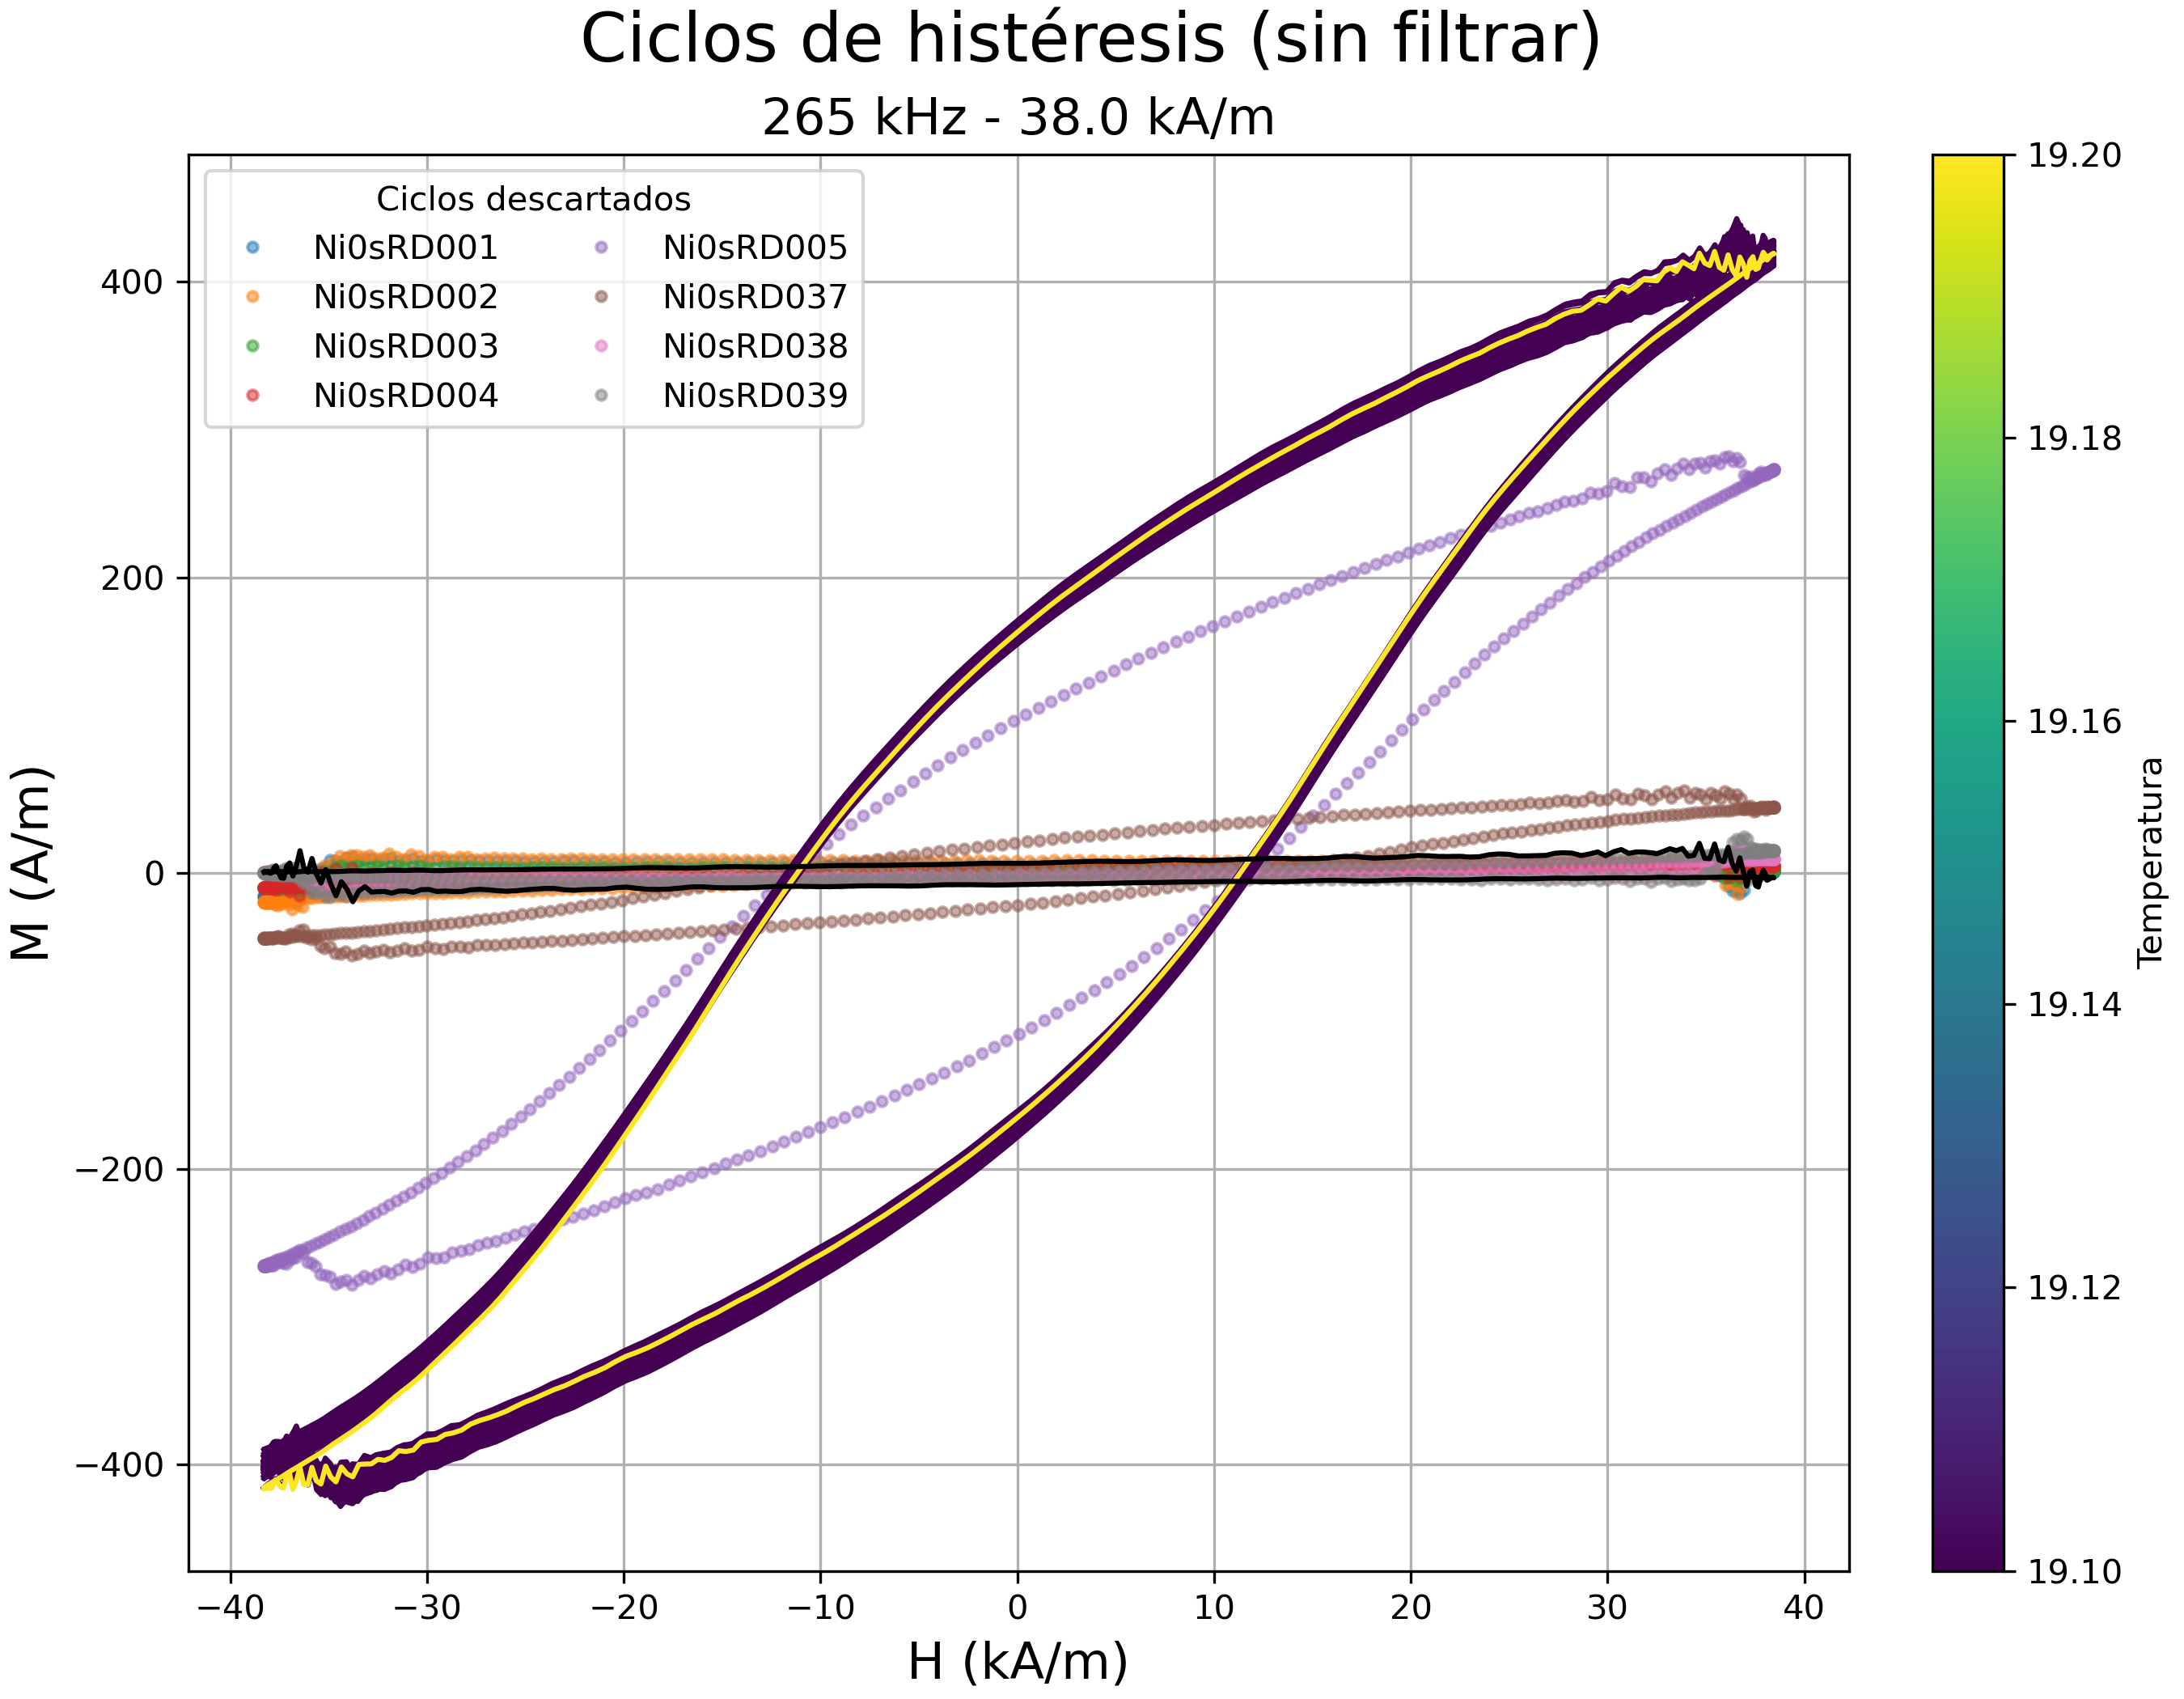 Ciclos de histéresis (sin filtrar)
265 kHz - 38.0 kA/m
Ciclos descartados
Ni0sRD001
Ni0sRD002
Ni0sRD003
Ni0sRD004
Ni0sRD005
Ni0sRD037
Ni0sRD038
Ni0sRD039
400
200
0
−200
−400
M (A/m)
−40
−30
−20
−10
0
10
20
30
40
H (kA/m)
19.20
19.18
19.16
19.14
19.12
19.10
Temperatura